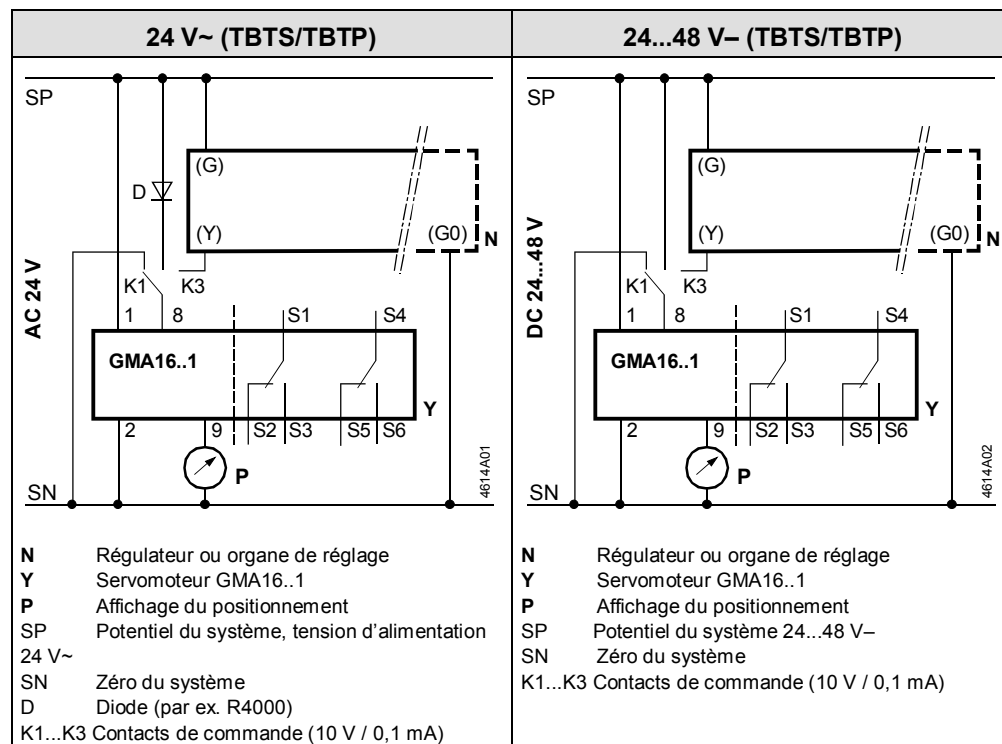 24 V~ (TBTS/TBTP)
SP
(G)
D
(Y)
(G0)
N
AC 24 V
K1
K3
1
8
S1
S4
GMA16..1
Y
2
9
S2
S3
S5
S6
P
SN
4614A01
N Régulateur ou organe de réglage
Y Servomoteur GMA16..1
P Affichage du positionnement
SP Potentiel du système, tension d'alimentation
24 V~
SN Zéro du système
D Diode (par ex. R4000)
K1...K3 Contacts de commande (10 V / 0,1 mA)
24...48 V– (TBTS/TBTP)
SP
(G)
(Y)
(G0)
N
DC 24...48 V
K1
K3
1
8
S1
S4
GMA16..1
Y
2
9
S2
S3
S5
S6
P
SN
4614A02
N Régulateur ou organe de réglage
Y Servomoteur GMA16..1
P Affichage du positionnement
SP Potentiel du système 24...48 V–
SN Zéro du système
K1...K3 Contacts de commande (10 V / 0,1 mA)